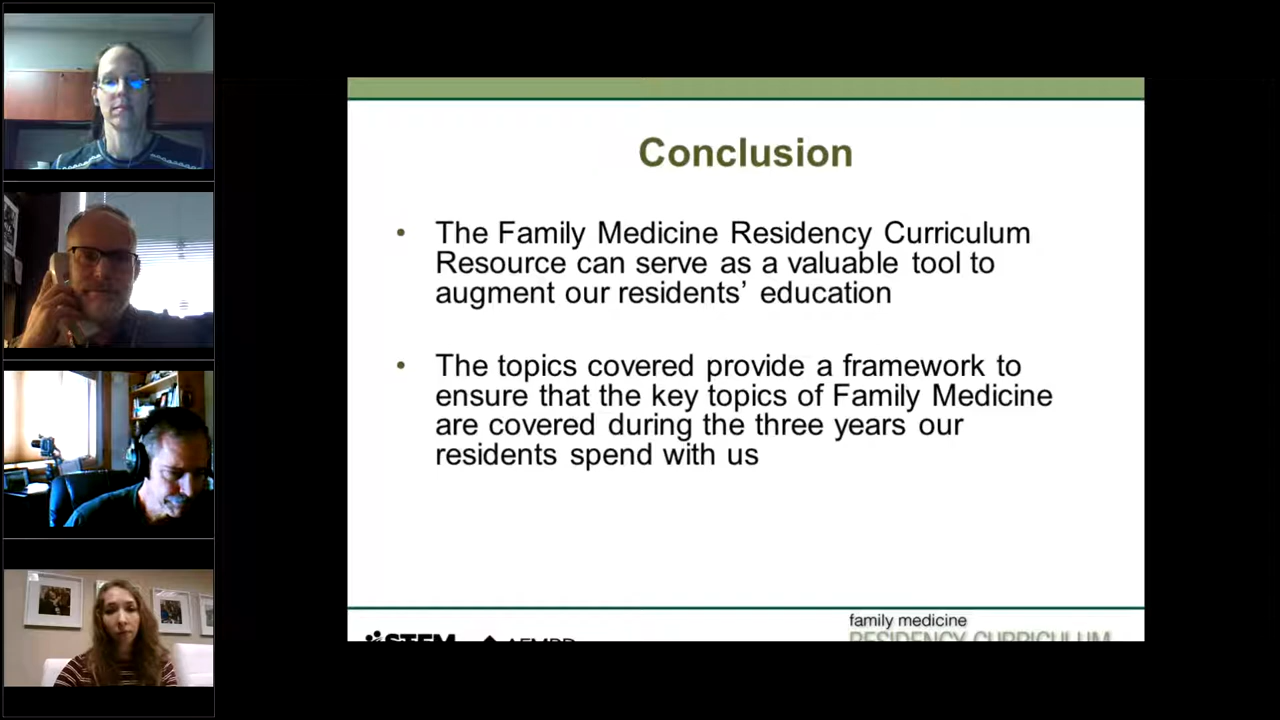 Conclusion
• The Family Medicine Residency Curriculum
Resource can serve as a valuable tool to
augment our residents’ education
• The topics covered provide a framework to
ensure that the key topics of Family Medicine
are covered during the three years our
residents spend with us
family medicine
RESIDENCY CURRICULUM